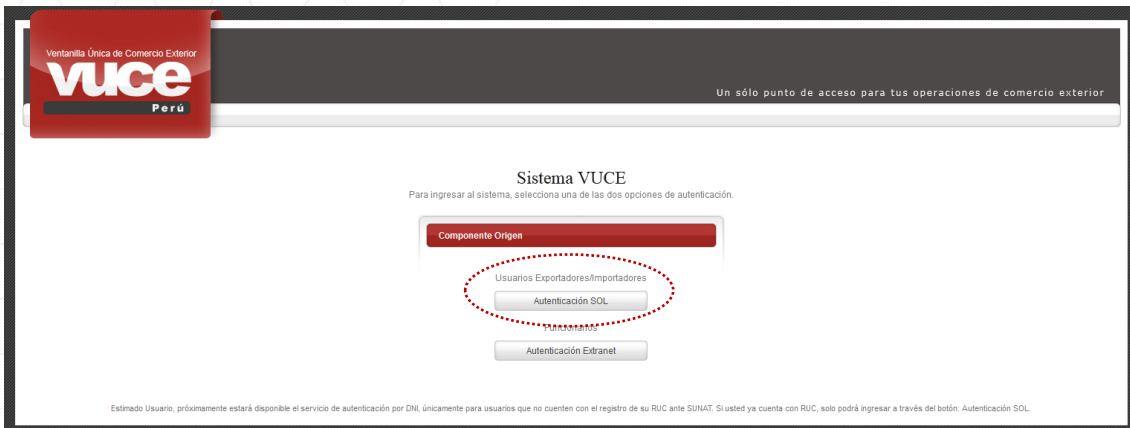 Ventanilla Única de Comercio Exterior
vuce
Perú
Un sólo punto de acceso para tus operaciones de comercio exterior
Sistema VUCE
Para ingresar al sistema, selecciona una de las dos opciones de autenticación.
Componente Origen
Usuarios Exportadores/Importadores
Autenticación SOL
Funcionarios
Autenticación Extranet
Estimado Usuario, próximamente estará disponible el servicio de autenticación por DNI, únicamente para usuarios que no cuenten con el registro de su RUC ante SUNAT. Si usted ya cuenta con RUC, solo podrá ingresar a través del botón: Autenticación SOL.